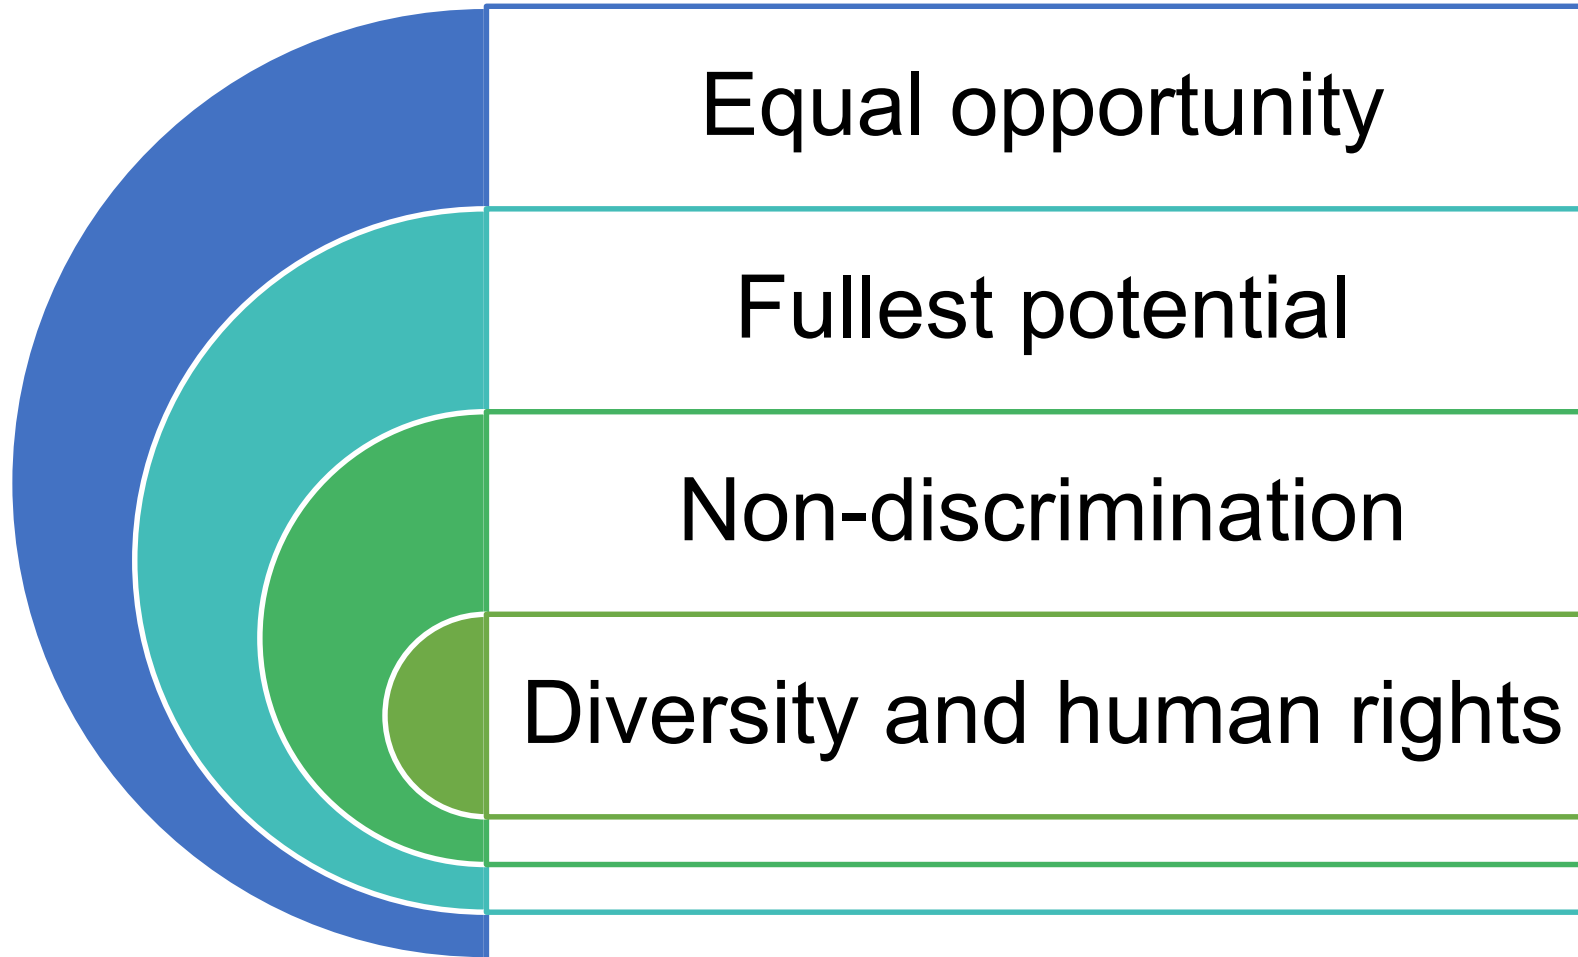 Equal opportunity
Fullest potential
Non-discrimination
Diversity and human rights